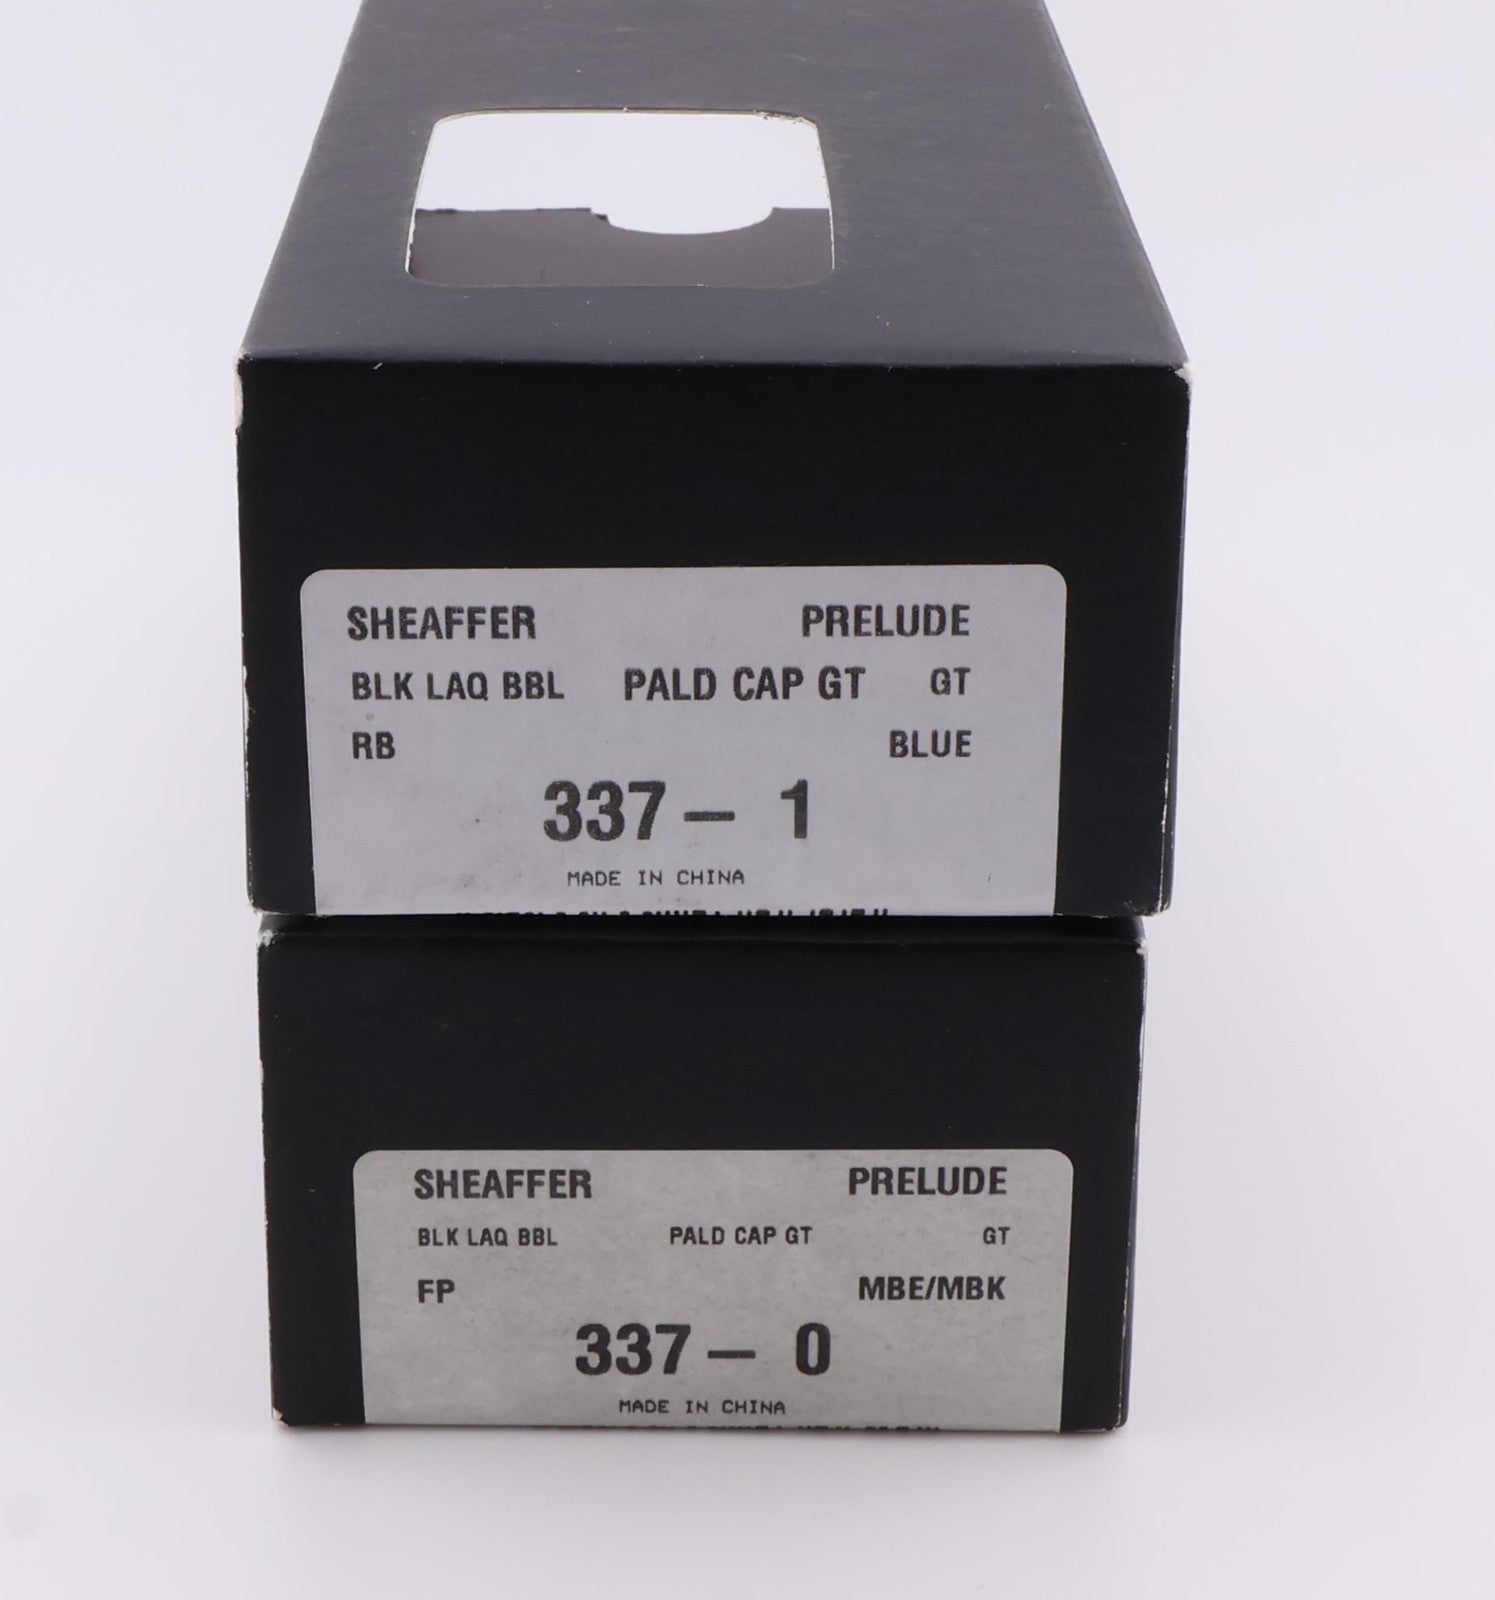 SHEAFFER PRELUDE
BLK LAQ BBL PALD CAP GT GT
RB BLUE
337 – 1
MADE IN CHINA
SHEAFFER PRELUDE
BLK LAQ BBL PALD CAP GT GT
FP MBE/MBK
337 – 0
MADE IN CHINA